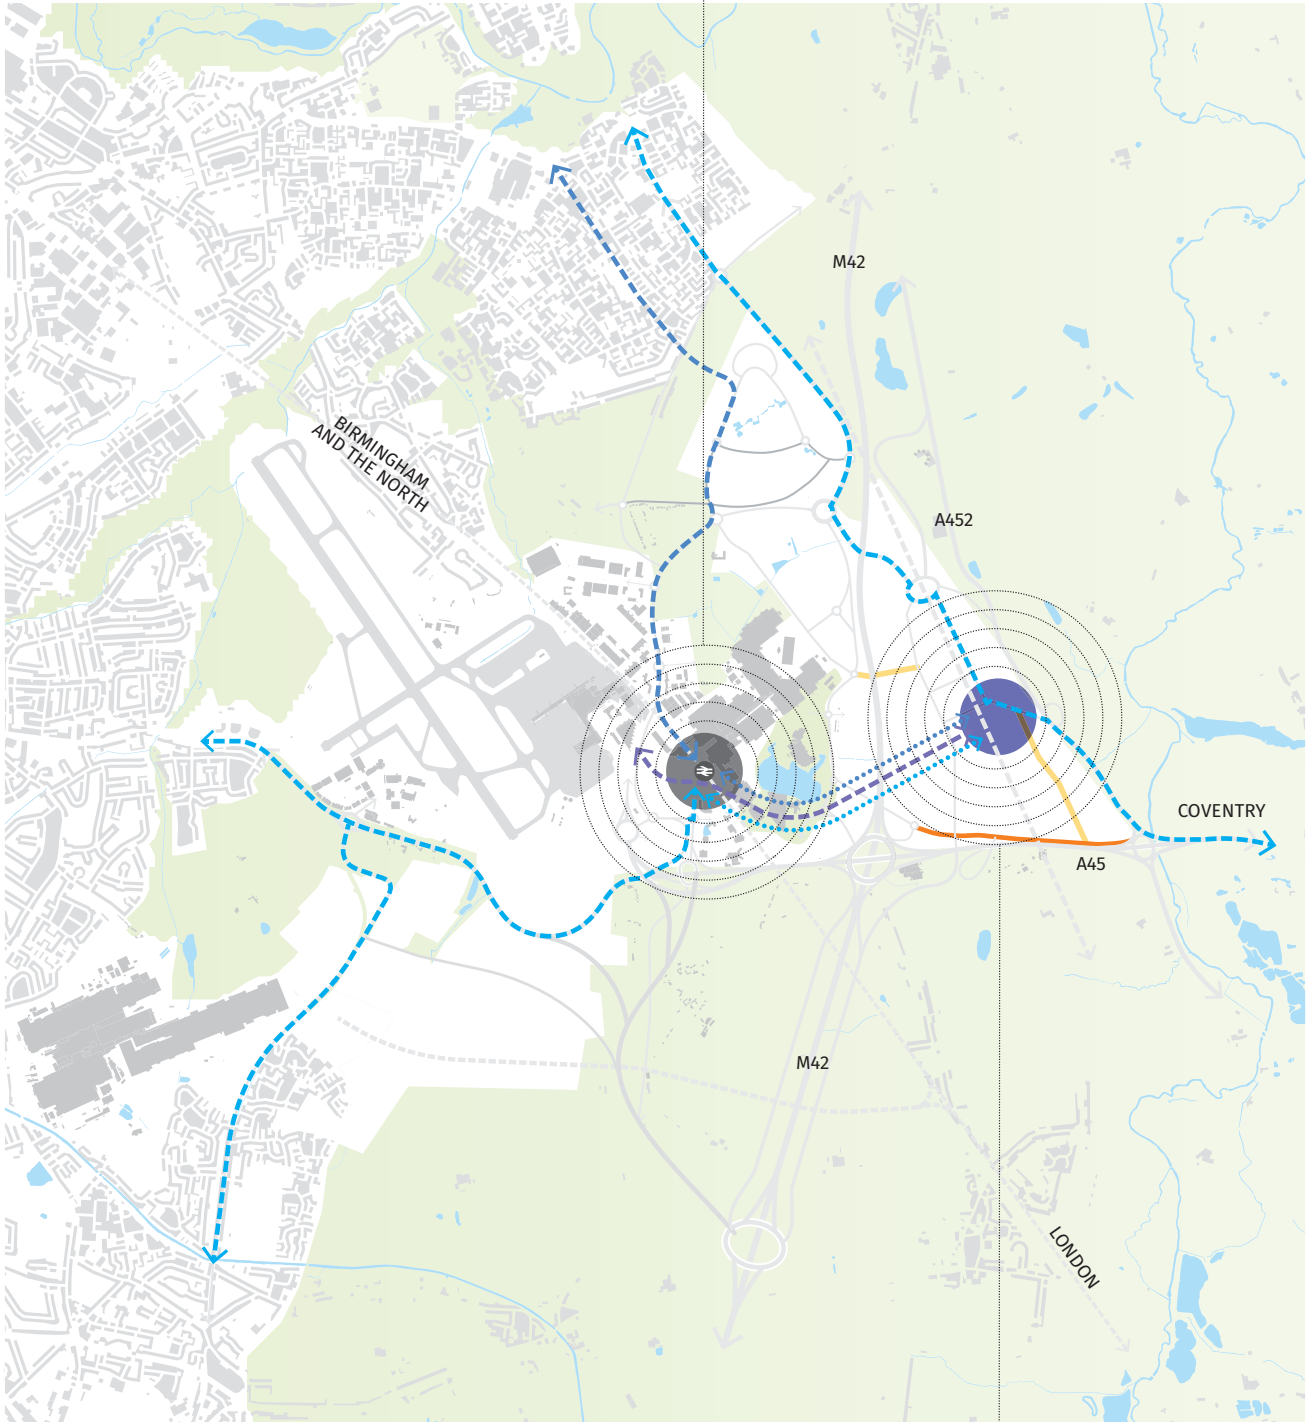 M42
BIRMINGHAM
AND THE NORTH
A452
COVENTRY
A45
M42
LONDON